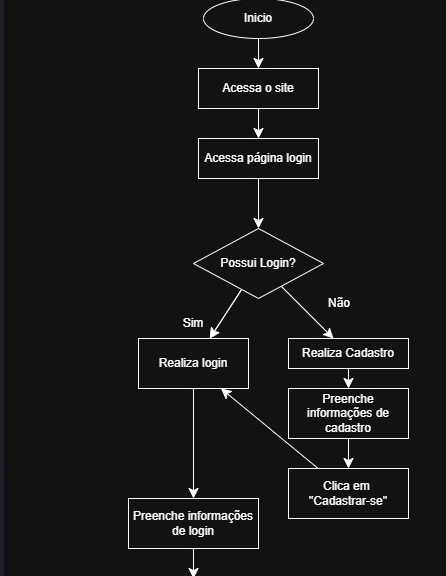 Inicio
Acessa o site
Acessa página login
Possui Login?
Não
Sim
Realiza login
Realiza Cadastro
Preenche
informações de
cadastro
Clica em
"Cadastrar-se"
Preenche informações
de login